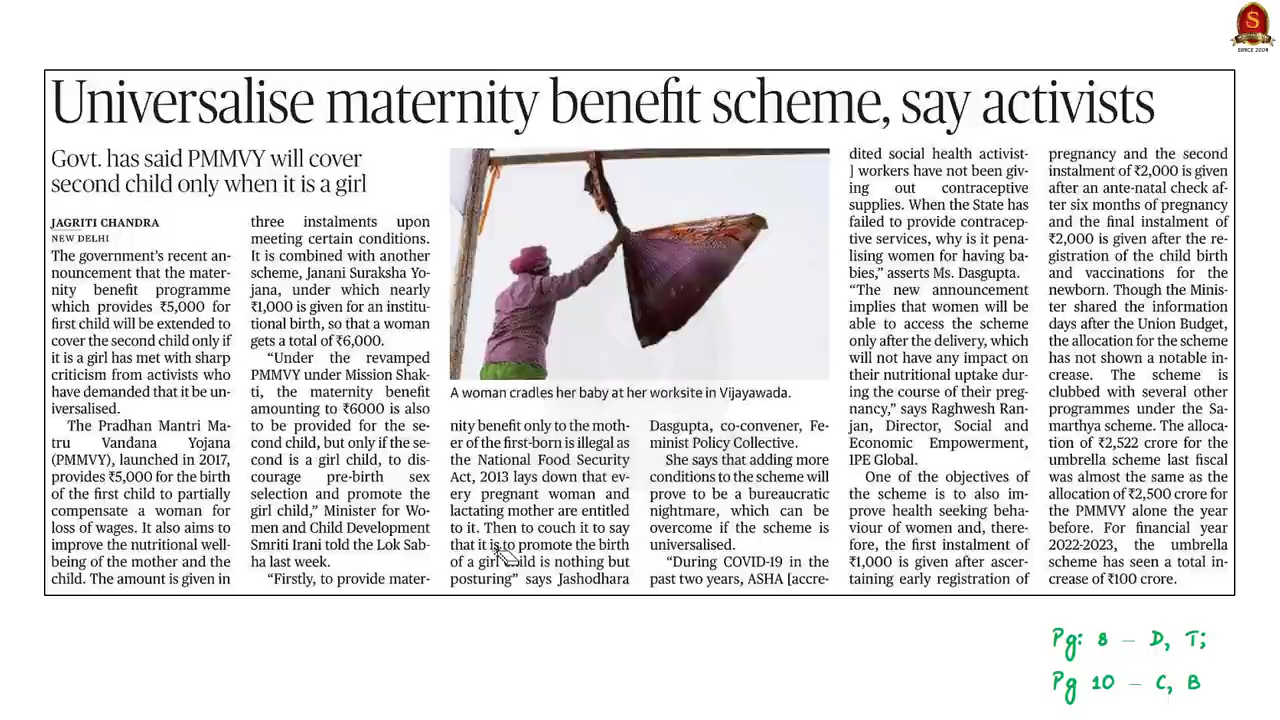 S
SINCE 2004
Universalise maternity benefit scheme, say activists
Govt. has said PMMVY will cover
second child only when it is a girl
JAGRITI CHANDRA
NEW DELHI
The government's recent an-
nouncement that the mater-
nity benefit programme
which provides ₹5,000 for
first child will be extended to
cover the second child only if
it is a girl has met with sharp
criticism from activists who
have demanded that it be un-
iversalised.
The Pradhan Mantri Ma-
tru Vandana Yojana
(PMMVY), launched in 2017,
provides ₹5,000 for the birth
of the first child to partially
compensate a woman for
loss of wages. It also aims to
improve the nutritional well-
being of the mother and the
child. The amount is given in
three instalments upon
meeting certain conditions.
It is combined with another
scheme, Janani Suraksha Yo-
jana, under which nearly
₹1,000 is given for an institu-
tional birth, so that a woman
gets a total of ₹6,000.
"Under the revamped
PMMVY under Mission Shak-
ti, the maternity benefit
amounting to ₹6000 is also
to be provided for the se-
cond child, but only if the se-
cond is a girl child, to dis-
courage pre-birth sex
selection and promote the
girl child," Minister for Wo-
men and Child Development
Smriti Irani told the Lok Sab-
ha last week.
"Firstly, to provide mater-
A woman cradles her baby at her worksite in Vijayawada.
nity benefit only to the moth-
er of the first-born is illegal as
the National Food Security
Act, 2013 lays down that ev-
ery pregnant woman and
lactating mother are entitled
to it. Then to couch it to say
that it is to promote the birth
of a girl child is nothing but
posturing" says Jashodhara
Dasgupta, co-convener, Fe-
minist Policy Collective.
She says that adding more
conditions to the scheme will
prove to be a bureaucratic
nightmare, which can be
overcome if the scheme is
universalised.
"During COVID-19 in the
past two years, ASHA [accre-
dited social health activist-
] workers have not been giv-
ing out contraceptive
supplies. When the State has
failed to provide contracep-
tive services, why is it pena-
lising women for having ba-
bies," asserts Ms. Dasgupta.
"The new announcement
implies that women will be
able to access the scheme
only after the delivery, which
will not have any impact on
their nutritional uptake dur-
ing the course of their preg-
nancy," says Raghwesh Ran-
jan, Director, Social and
Economic Empowerment,
IPE Global.
One of the objectives of
the scheme is to also im-
prove health seeking beha-
viour of women and, there-
fore, the first instalment of
₹1,000 is given after ascer-
taining early registration of
pregnancy and the second
instalment of ₹2,000 is given
after an ante-natal check af-
ter six months of pregnancy
and the final instalment of
₹2,000 is given after the re-
gistration of the child birth
and vaccinations for the
newborn. Though the Minis-
ter shared the information
days after the Union Budget,
the allocation for the scheme
has not shown a notable in-
crease. The scheme is
clubbed with several other
programmes under the Sa-
marthya scheme. The alloca-
tion of ₹2,522 crore for the
umbrella scheme last fiscal
was almost the same as the
allocation of ₹2,500 crore for
the PMMVY alone the year
before. For financial year
2022-2023, the umbrella
scheme has seen a total in-
crease of ₹100 crore.
Pg: 8 – D, T;
Pg 10 – C, B